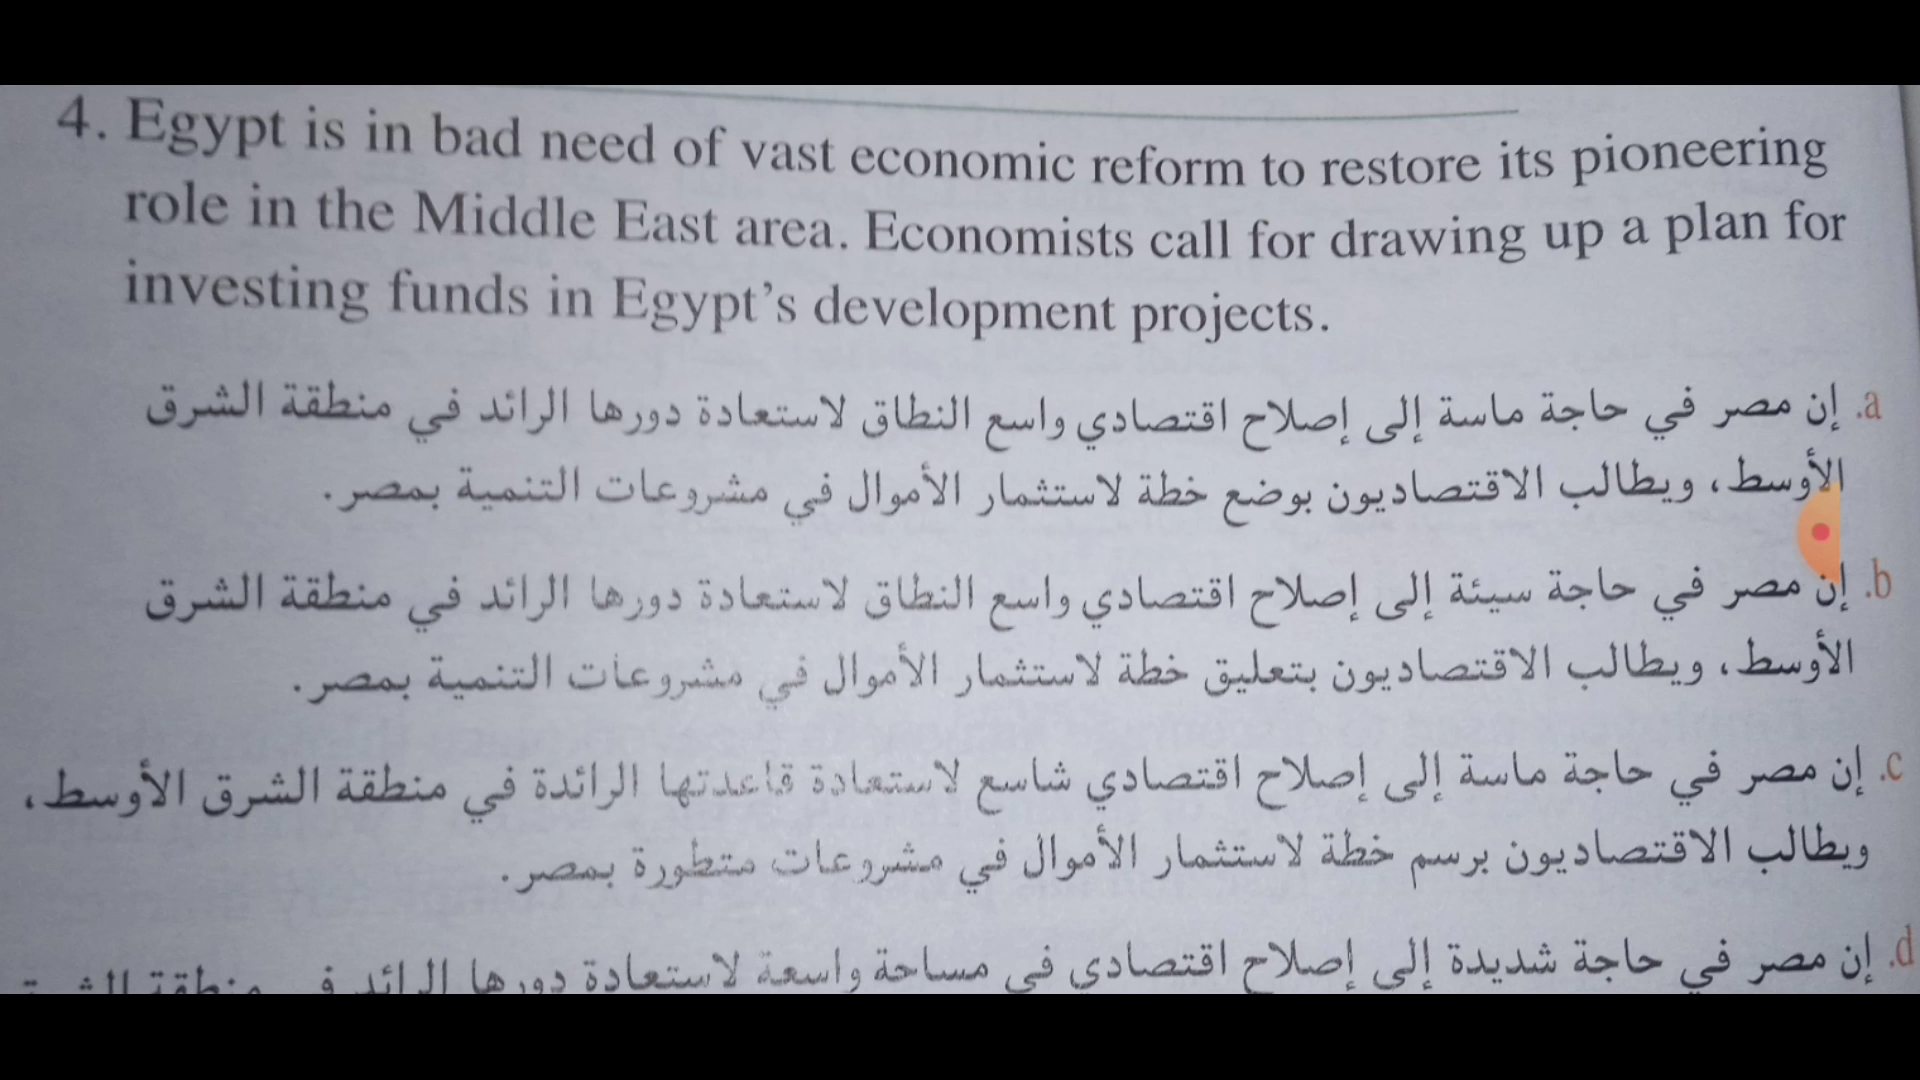 4. Egypt is in bad need of vast economic reform to restore its pioneering
role in the Middle East area. Economists call for drawing up a plan for
investing funds in Egypt's development projects.
a. إن مصر في حاجة ماسة إلى إصلاح اقتصادي واسع النطاق لاستعادة دورها الرائد في منطقة الشرق
الأوسط، ويطالب الاقتصاديون بوضع خطة لاستثمار الأموال في مشروعات التنمية بمصر.
b. إن مصر في حاجة سيئة إلى إصلاح اقتصادي واسع النطاق لاستعادة دورها الرائد في منطقة الشرق
الأوسط، ويطالب الاقتصاديون بتعليق خطة لاستثمار الأموال في مشروعات التنمية بمصر.
c. إن مصر في حاجة ماسة إلى إصلاح اقتصادي شاسع لاستعادة قاعدتها الرائدة في منطقة الشرق الأوسط،
ويطالب الاقتصاديون برسم خطة لاستثمار الأموال في مشروعات متطورة بمصر.
d. إن مصر في حاجة شديدة إلى إصلاح اقتصادي في مساحة واسعة لاستعادة دورها الرائد في منطقة